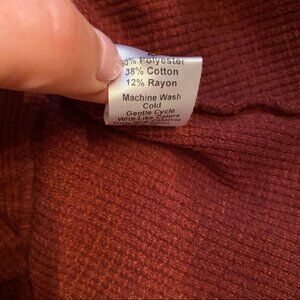 Polyester
38% Cotton
12% Rayon
Machine Wash
Cold
Gentle Cycle
With Like Colors